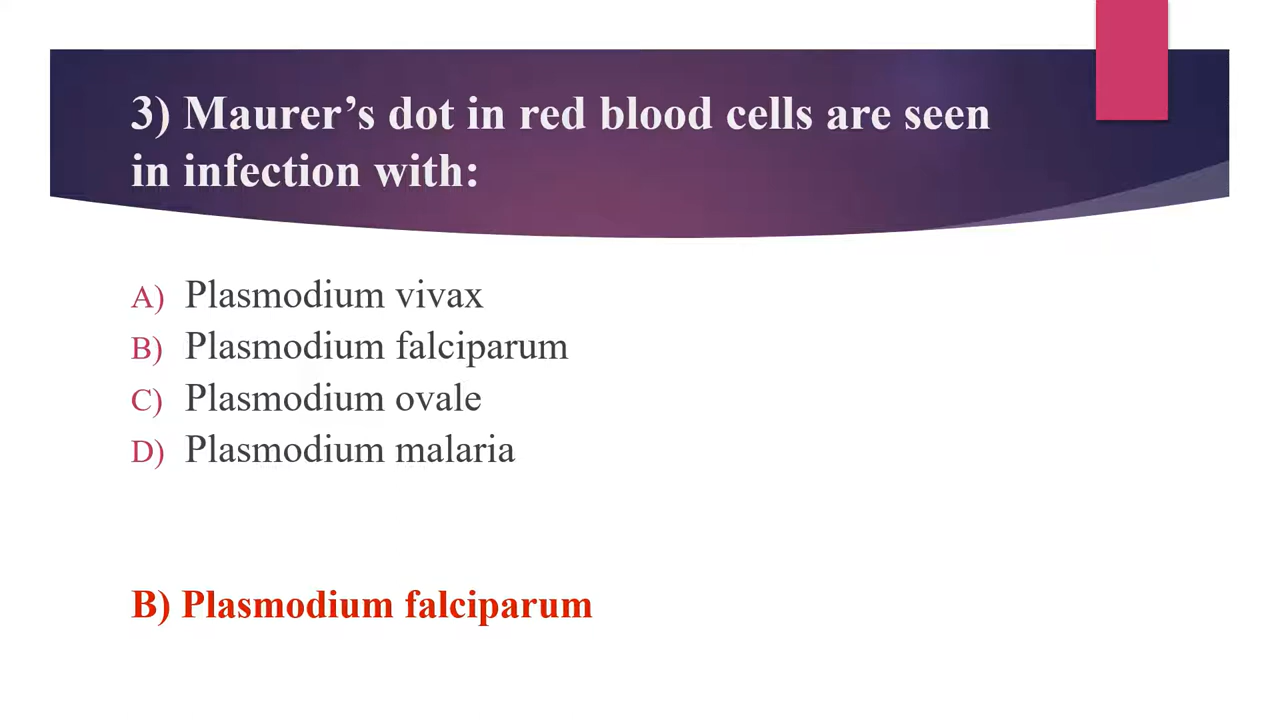 3) Maurer’s dot in red blood cells are seen
in infection with:
A) Plasmodium vivax
B) Plasmodium falciparum
C) Plasmodium ovale
D) Plasmodium malaria
B) Plasmodium falciparum